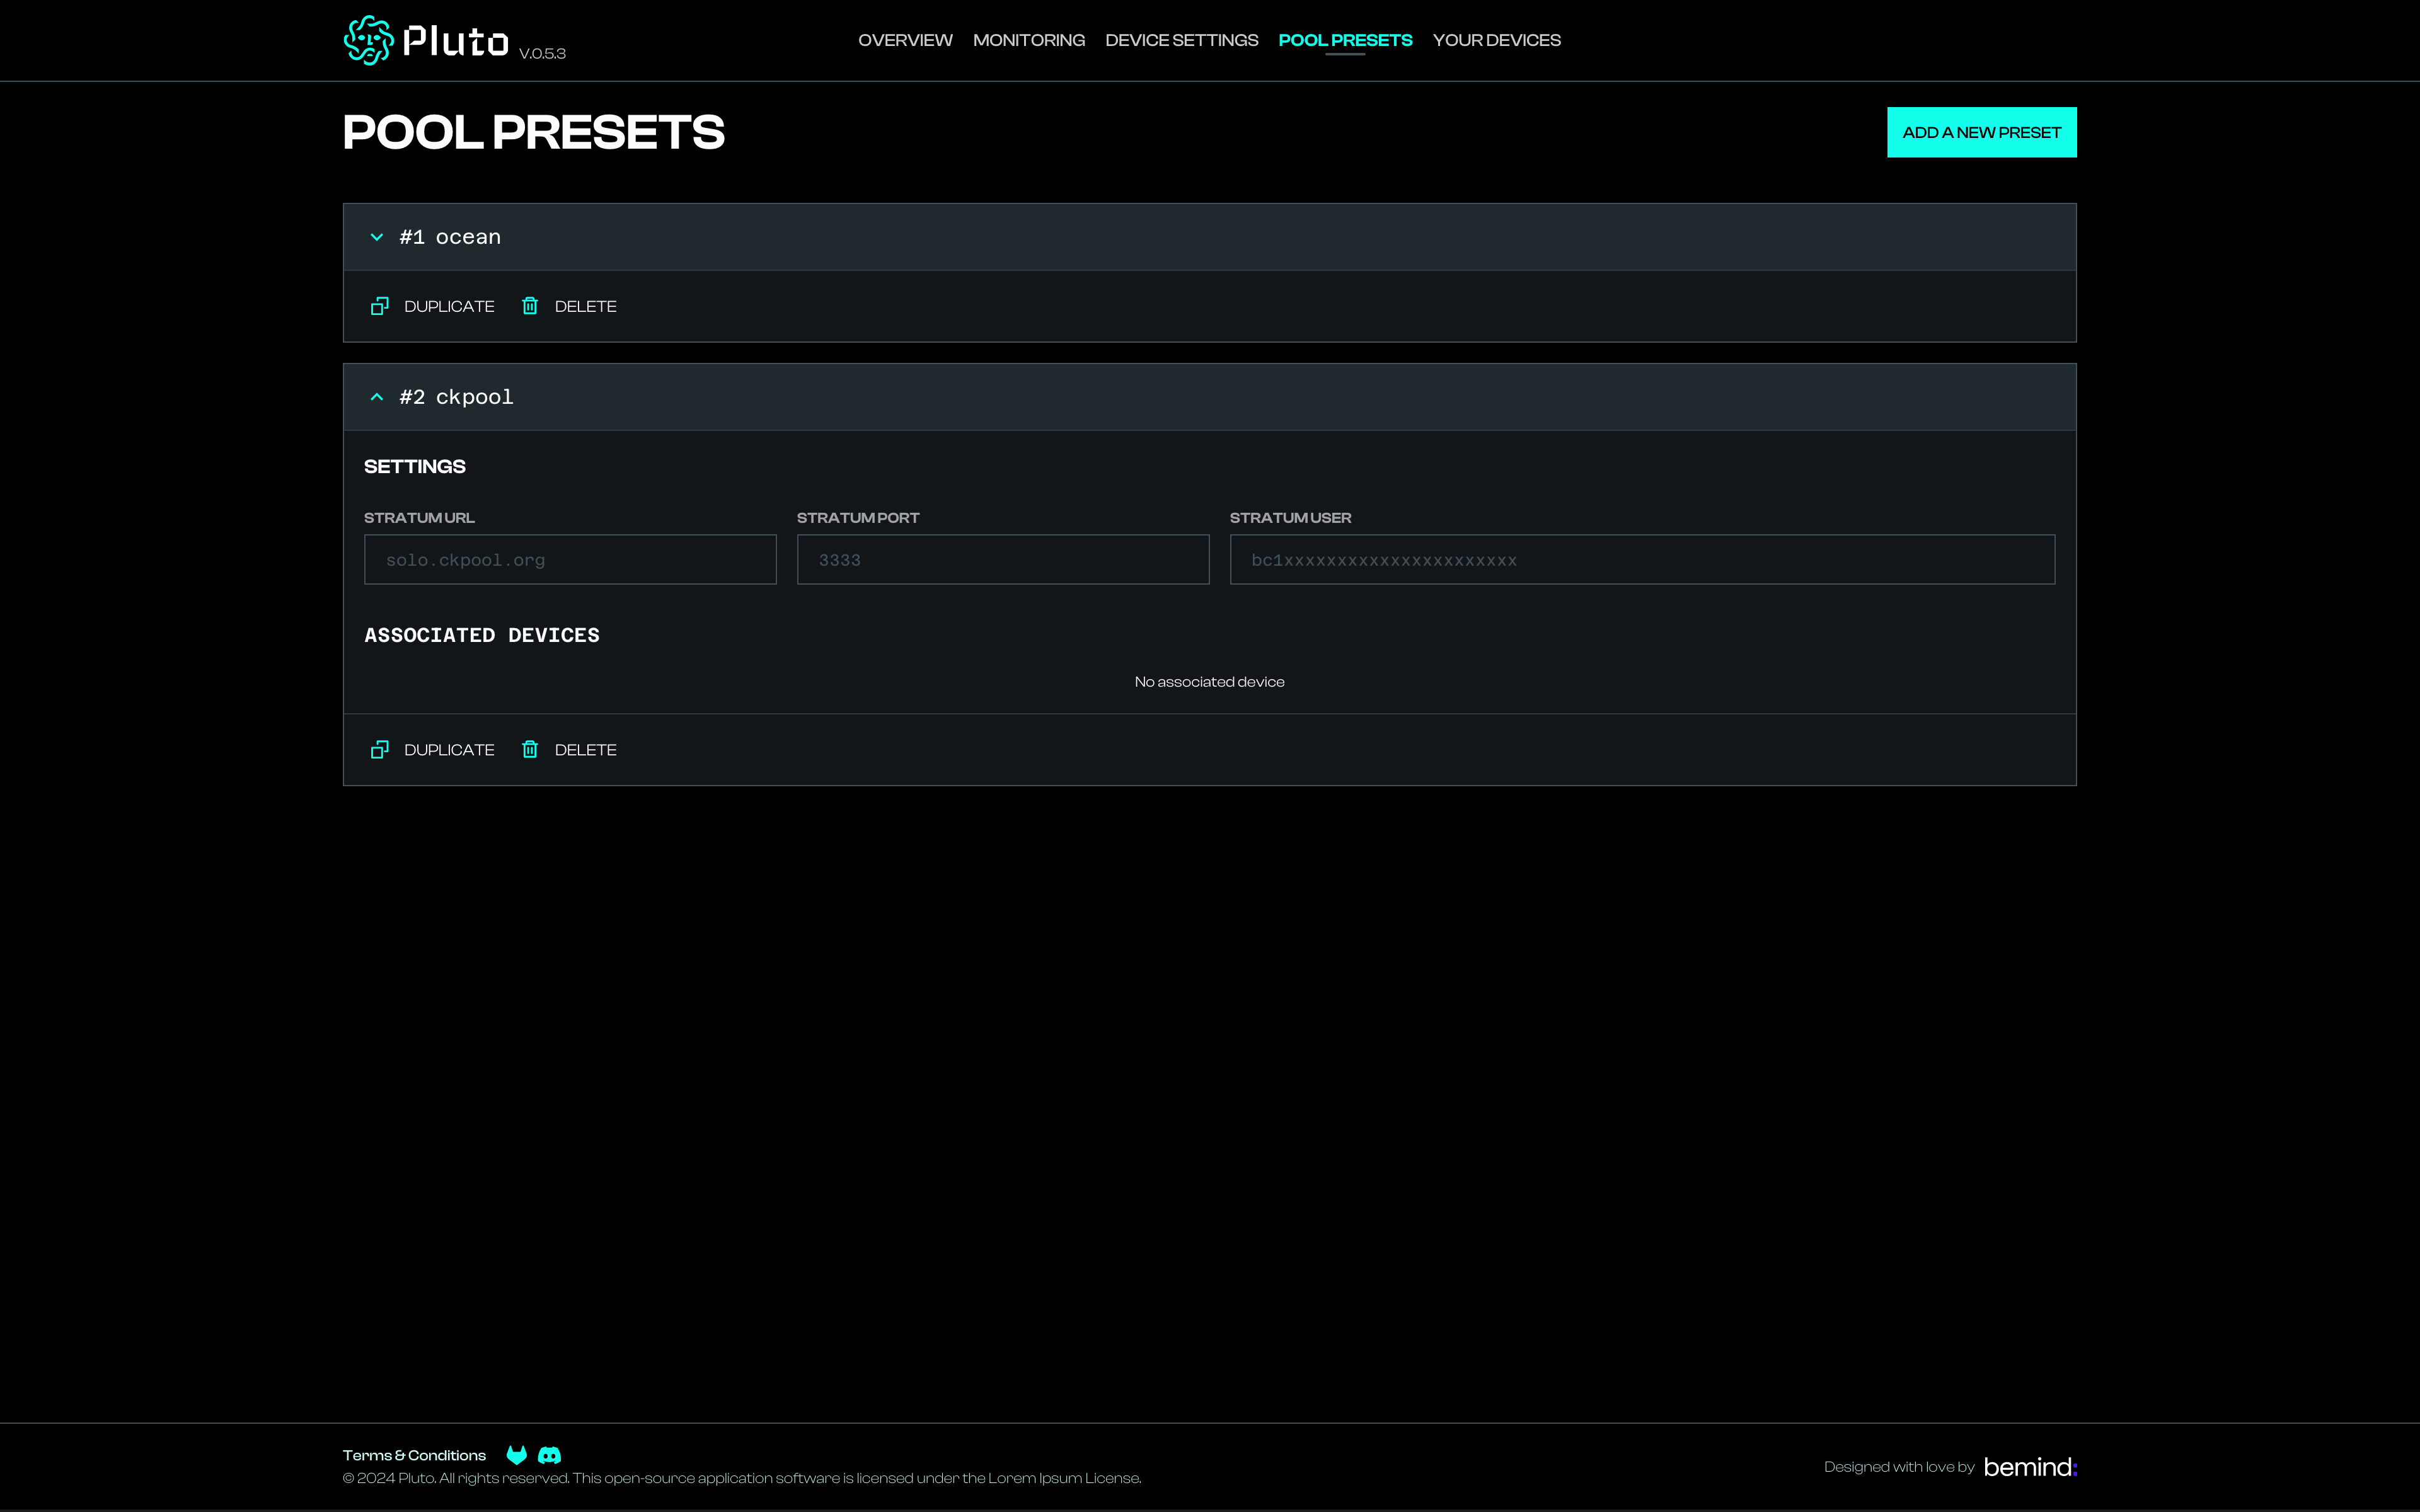 Pluto V.0.5.3
OVERVIEW MONITORING DEVICE SETTINGS POOL PRESETS YOUR DEVICES
POOL PRESETS
ADD A NEW PRESET
#1 ocean
DUPLICATE DELETE
#2 ckpool
SETTINGS
STRATUM URL STRATUM PORT STRATUM USER
solo.ckpool.org 3333 bc1xxxxxxxxxxxxxxxxxxxxxx
ASSOCIATED DEVICES
No associated device
DUPLICATE DELETE
Terms & Conditions
© 2024 Pluto. All rights reserved. This open-source application software is licensed under the Lorem Ipsum License.
Designed with love by bemind: